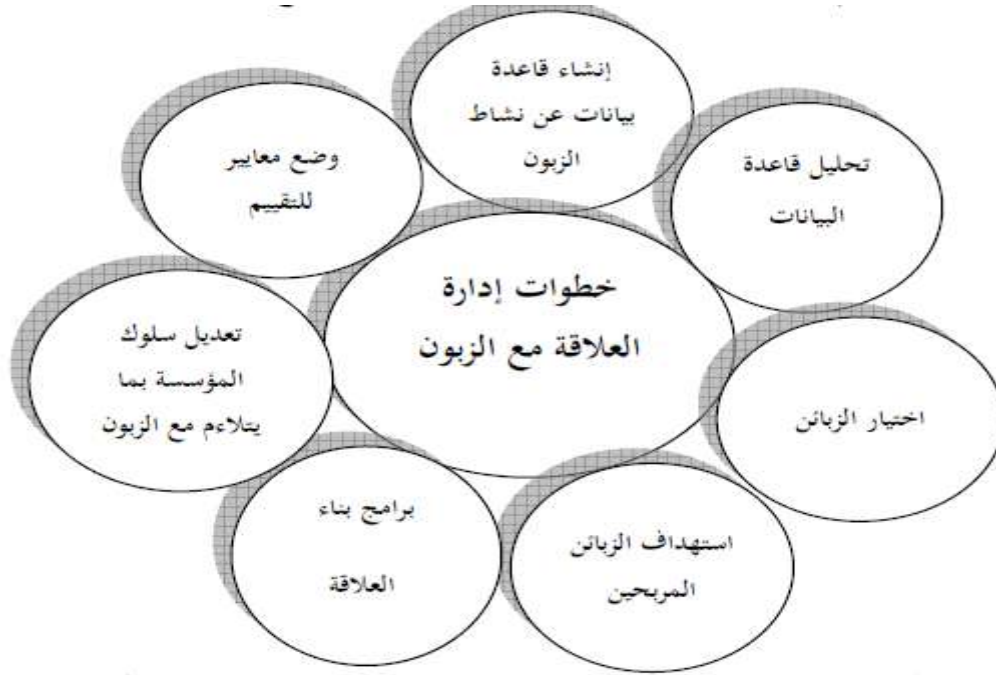 إنشاء قاعدة
بيانات عن نشاط
الزبون
تحليل قاعدة
البيانات
اختيار الزبائن
استهداف الزبائن
المربحين
برامج بناء
العلاقة
تعديل سلوك
المؤسسة بما
يتلاءم مع الزبون
وضع معايير
للتقييم
خطوات إدارة
العلاقة مع الزبون